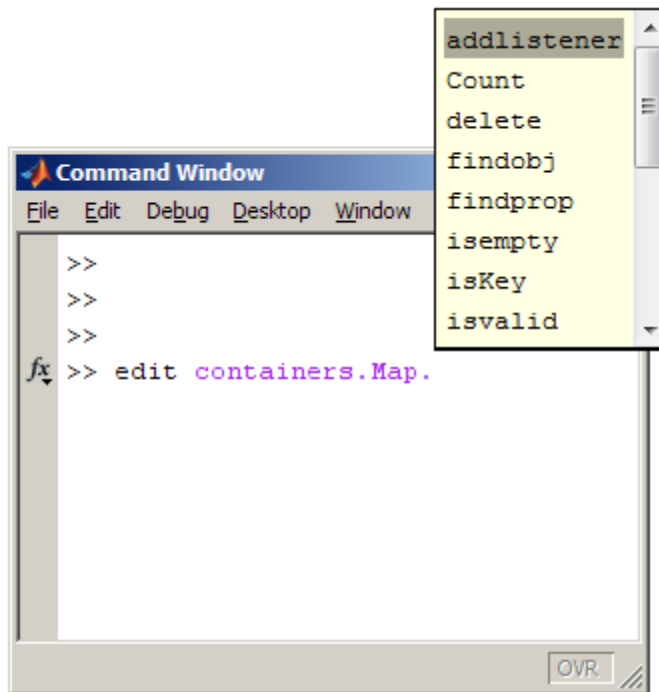 addlistener
Count
delete
findobj
findprop
isempty
isKey
isvalid
Command Window
File Edit Debug Desktop Window
>>
>>
>>
fx >> edit containers.Map.
OVR